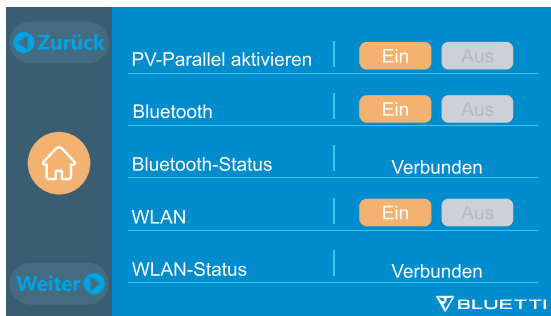 Zurück
PV-Parallel aktivieren Ein Aus
Bluetooth Ein Aus
Bluetooth-Status Verbunden
WLAN Ein Aus
WLAN-Status Verbunden
Weiter
BLUETTI